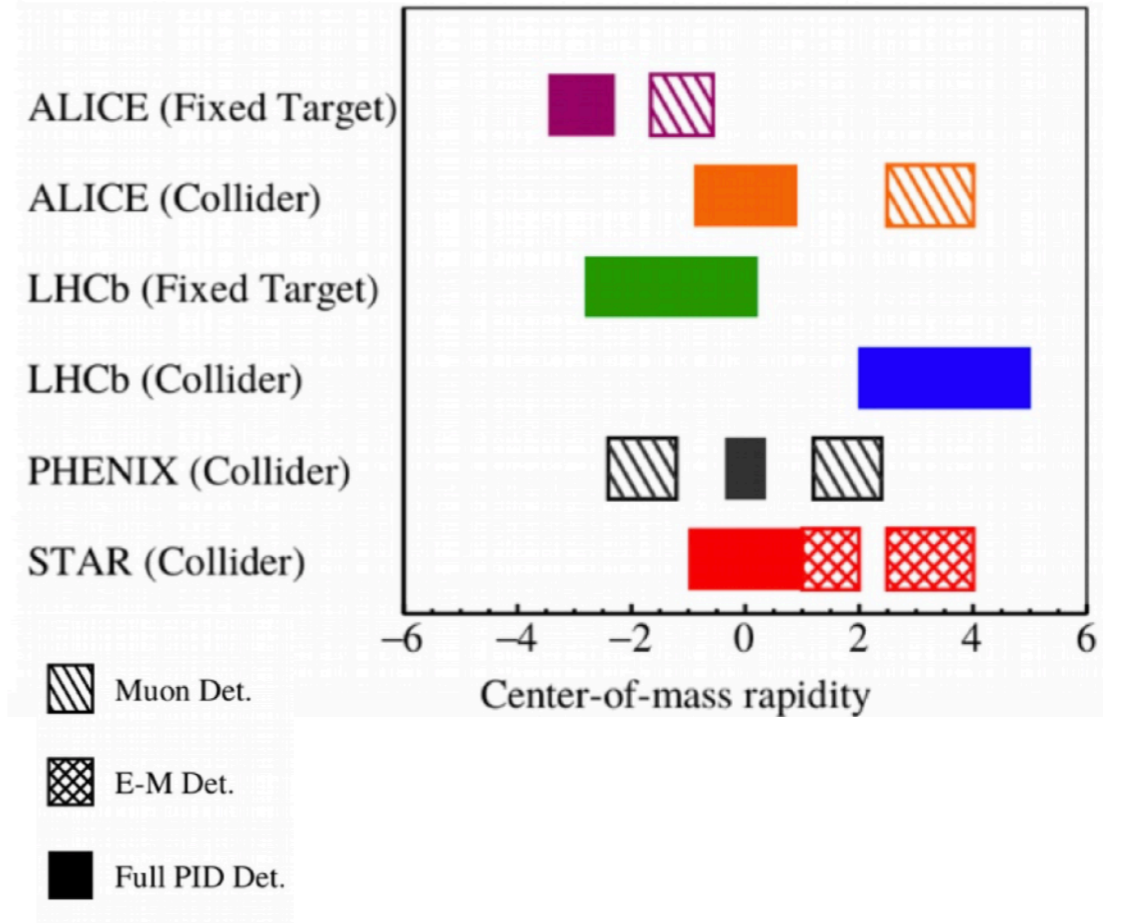 ALICE (Fixed Target)
ALICE (Collider)
LHCb (Fixed Target)
LHCb (Collider)
PHENIX (Collider)
STAR (Collider)
−6 −4 −2 0 2 4 6
Center-of-mass rapidity
Muon Det.
E-M Det.
Full PID Det.